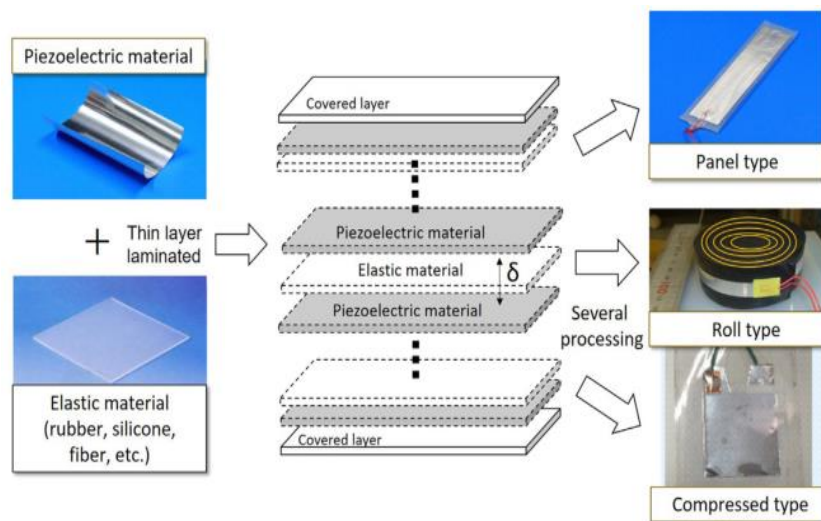 Piezoelectric material
+ Thin layer
laminated
Elastic material
(rubber, silicone,
fiber, etc.)
Covered layer
Piezoelectric material
Elastic material
δ
Piezoelectric material
Covered layer
Several
processing
Panel type
Roll type
Compressed type